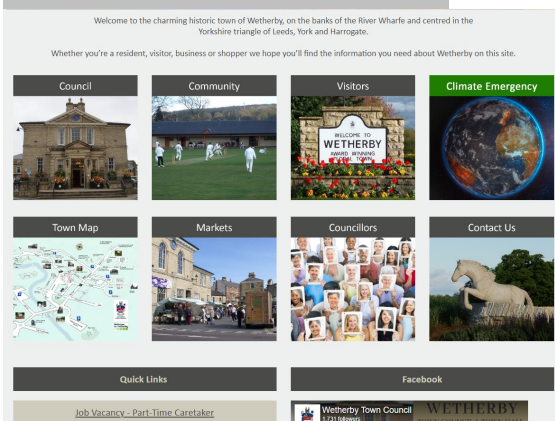 Welcome to the charming historic town of Wetherby, on the banks of the River Wharfe and centred in the
Yorkshire triangle of Leeds, York and Harrogate.
Whether you're a resident, visitor, business or shopper we hope you'll find the information you need about Wetherby on this site.
Council
Community
Visitors
Climate Emergency
WELCOME TO
WETHERBY
AWARD WINNING
FLORAL TOWN
Town Map
Markets
Councillors
Contact Us
Quick Links
Facebook
Job Vacancy - Part-Time Caretaker
Wetherby Town Council
1,731 followers
WETHERBY